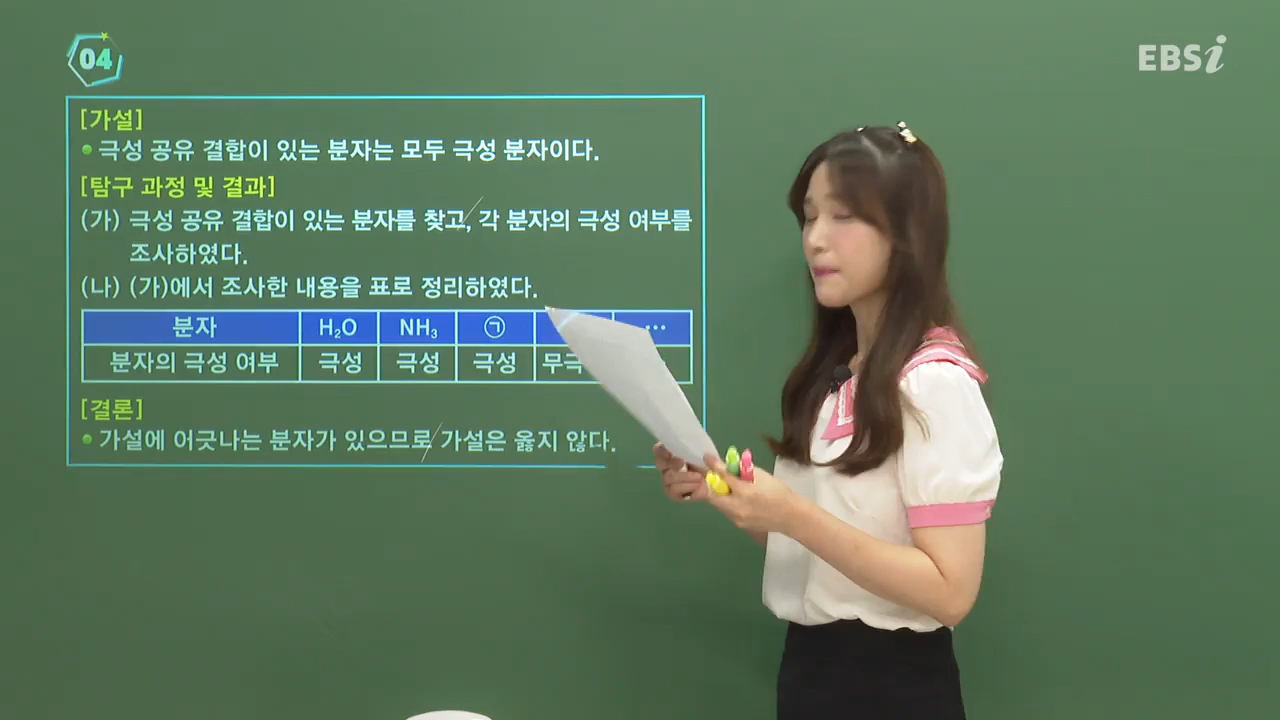 04
EBSi
[가설]
● 극성 공유 결합이 있는 분자는 모두 극성 분자이다.
[탐구 과정 및 결과]
(가) 극성 공유 결합이 있는 분자를 찾고, 각 분자의 극성 여부를
조사하였다.
(나) (가)에서 조사한 내용을 표로 정리하였다.
분자 H₂O NH₃ ㉠ …
분자의 극성 여부 극성 극성 극성
[결론]
● 가설에 어긋나는 분자가 있으므로 가설은 옳지 않다.